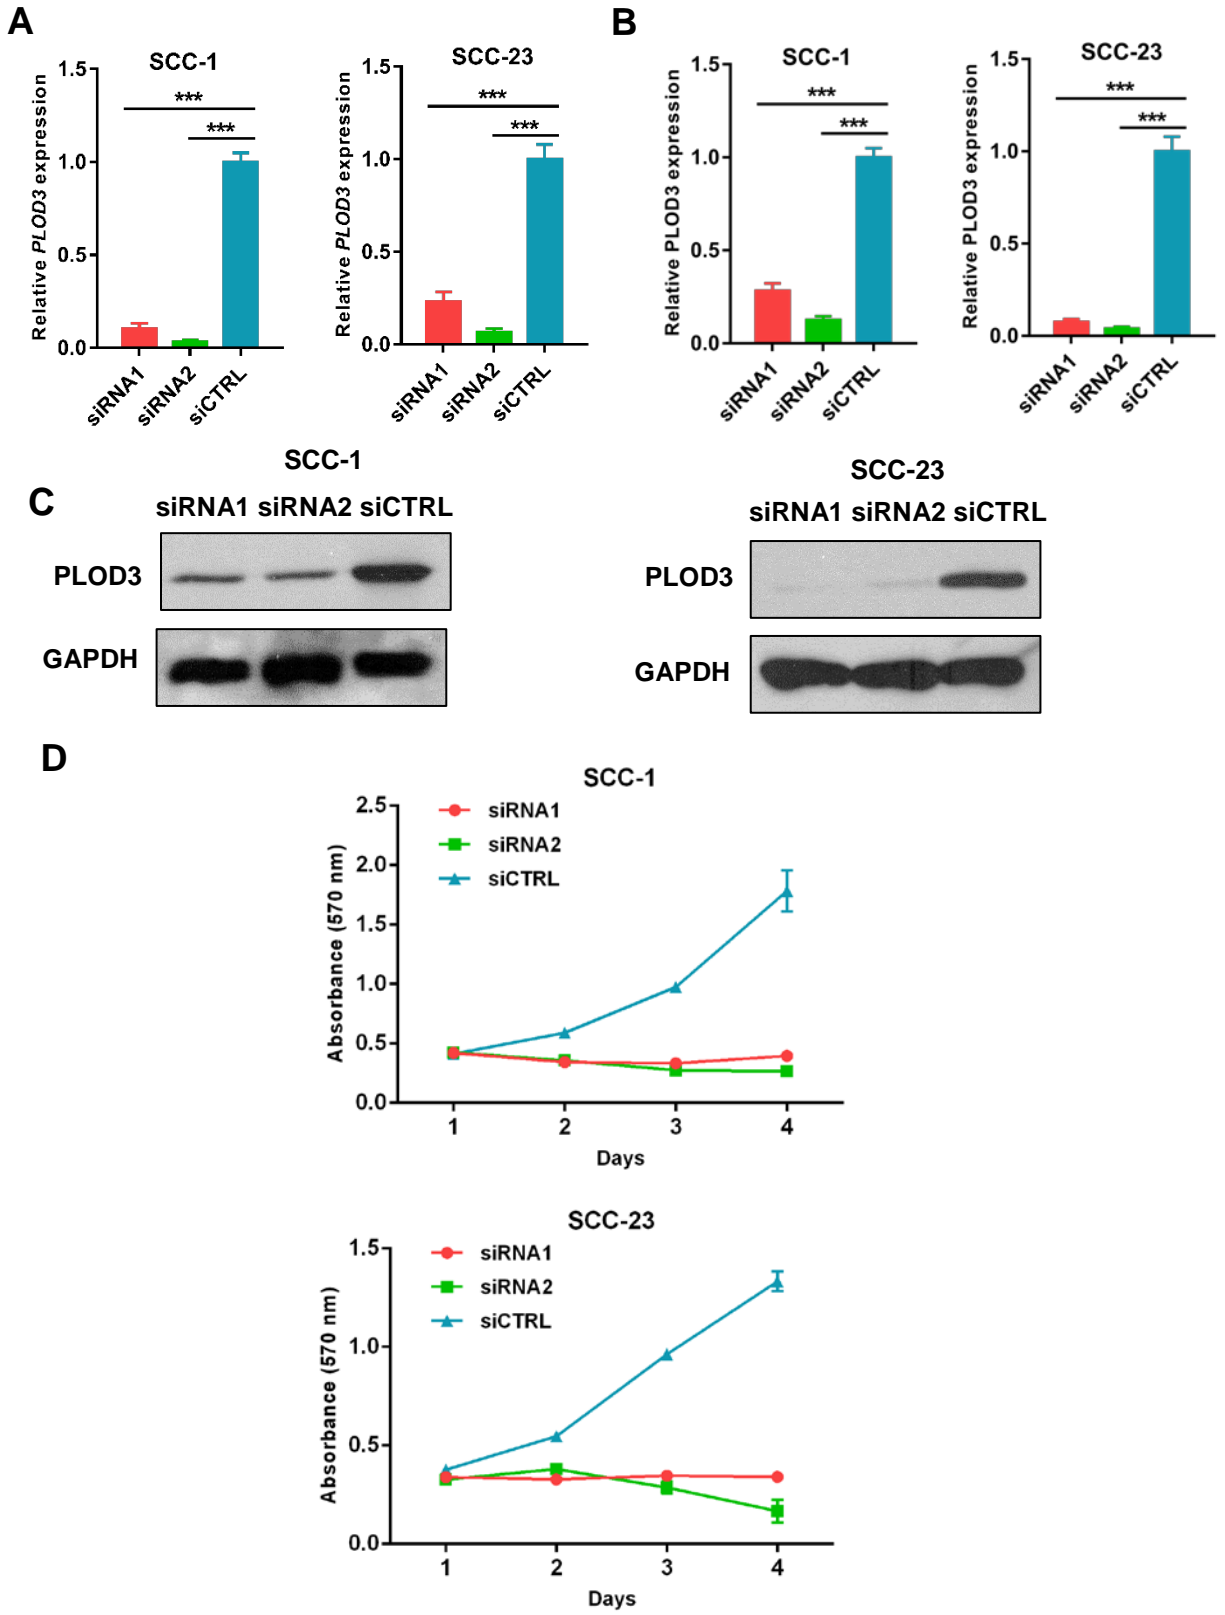 A
B
SCC-1
SCC-23
SCC-1
SCC-23
Relative PLOD3 expression
1.5
1.0
0.5
0.0
***
***
siRNA1
siRNA2
siCTRL
Relative PLOD3 expression
1.5
1.0
0.5
0.0
***
***
siRNA1
siRNA2
siCTRL
Relative PLOD3 expression
1.5
1.0
0.5
0.0
***
***
siRNA1
siRNA2
siCTRL
Relative PLOD3 expression
1.5
1.0
0.5
0.0
***
***
siRNA1
siRNA2
siCTRL
C
SCC-1
siRNA1 siRNA2 siCTRL
PLOD3
GAPDH
SCC-23
siRNA1 siRNA2 siCTRL
PLOD3
GAPDH
D
SCC-1
siRNA1
siRNA2
siCTRL
Absorbance (570 nm)
2.5
2.0
1.5
1.0
0.5
0.0
1 2 3 4
Days
SCC-23
siRNA1
siRNA2
siCTRL
Absorbance (570 nm)
1.5
1.0
0.5
0.0
1 2 3 4
Days